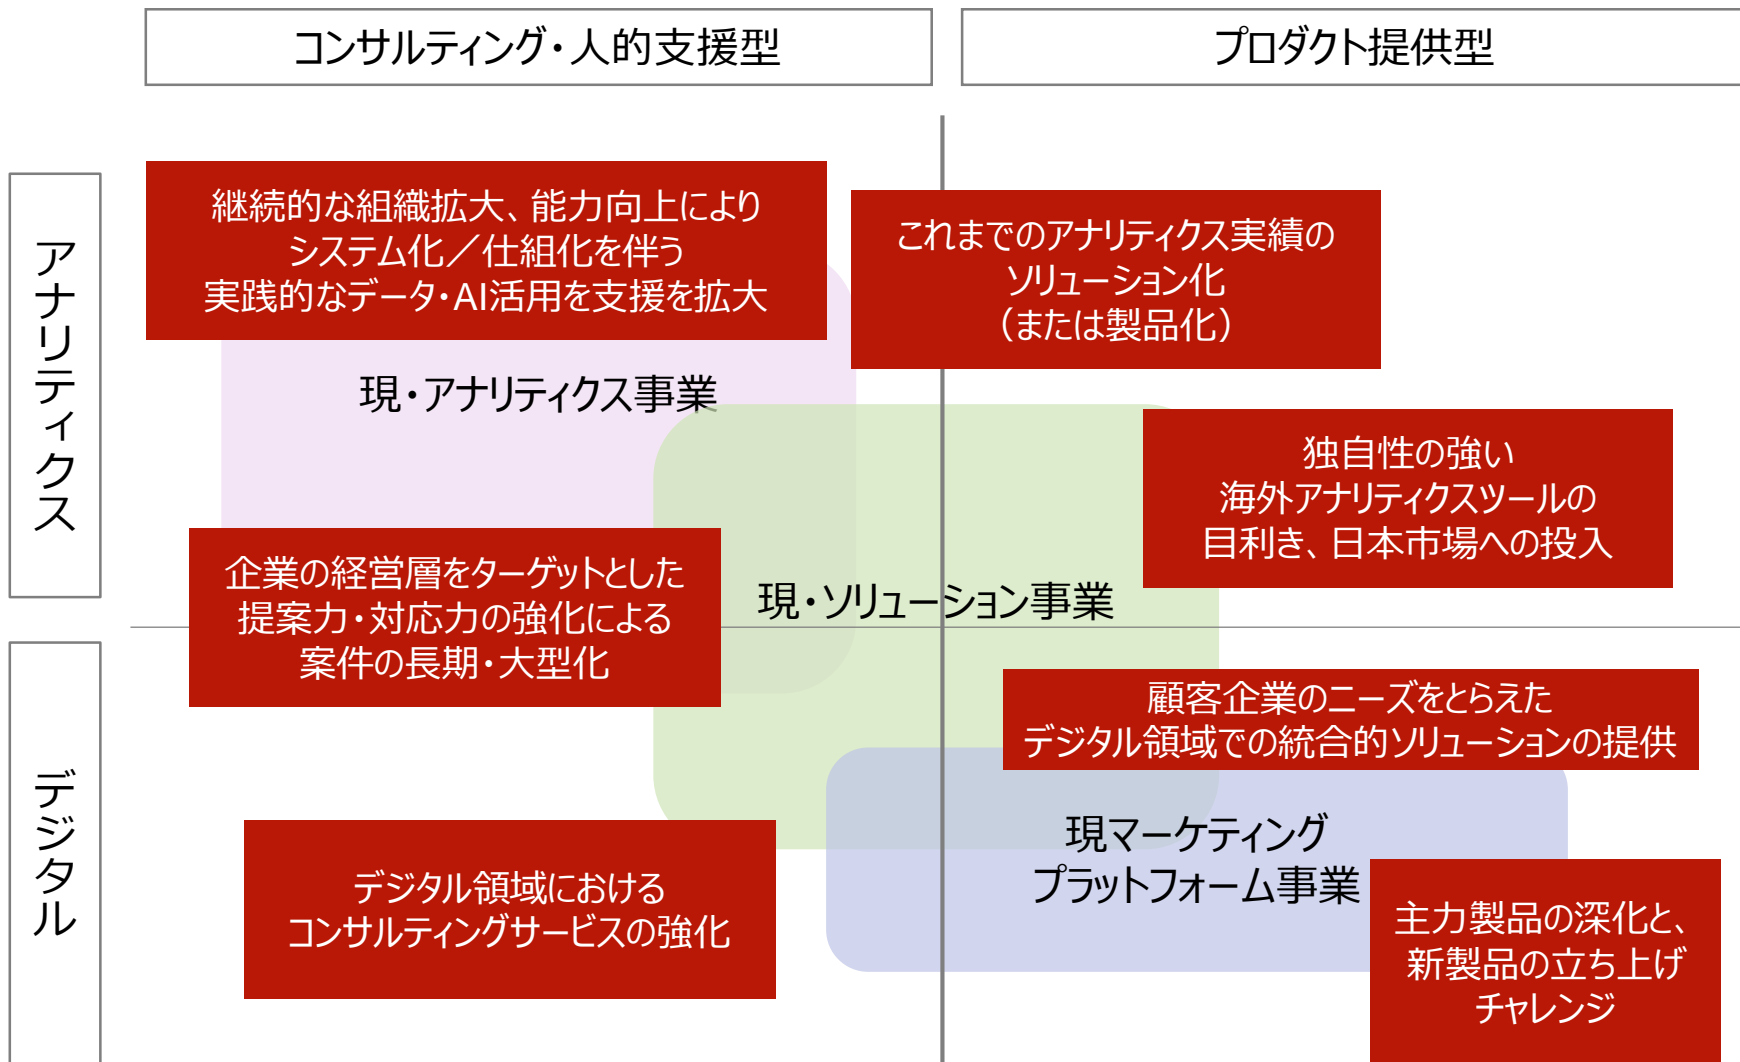 コンサルティング・人的支援型
プロダクト提供型
アナリティクス
継続的な組織拡大、能力向上により
システム化／仕組化を伴う
実践的なデータ・AI活用を支援を拡大
これまでのアナリティクス実績の
ソリューション化
（または製品化）
現・アナリティクス事業
独自性の強い
海外アナリティクスツールの
目利き、日本市場への投入
企業の経営層をターゲットとした
提案力・対応力の強化による
案件の長期・大型化
現・ソリューション事業
デジタル
顧客企業のニーズをとらえた
デジタル領域での統合的ソリューションの提供
現マーケティング
プラットフォーム事業
デジタル領域における
コンサルティングサービスの強化
主力製品の深化と、
新製品の立ち上げ
チャレンジ